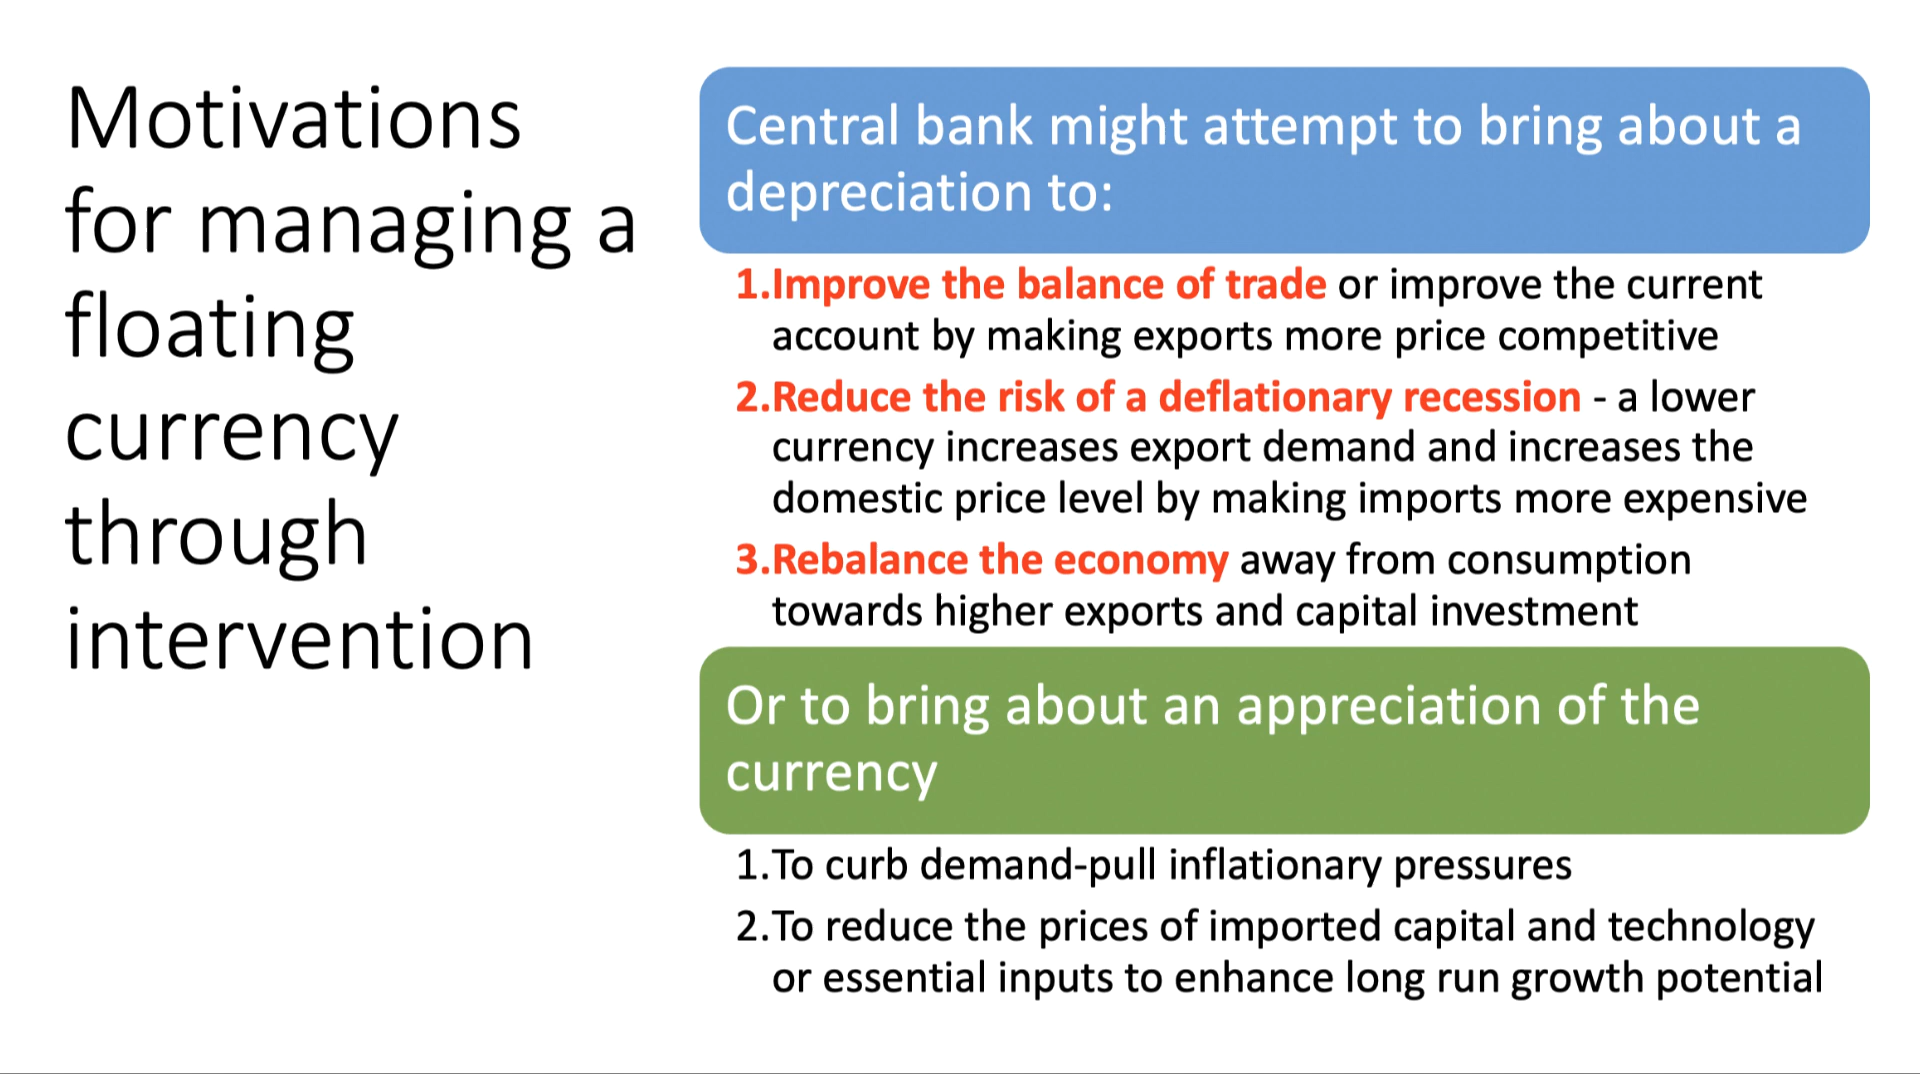 Motivations
for managing a
floating
currency
through
intervention
Central bank might attempt to bring about a
depreciation to:
1.Improve the balance of trade or improve the current
account by making exports more price competitive
2.Reduce the risk of a deflationary recession - a lower
currency increases export demand and increases the
domestic price level by making imports more expensive
3.Rebalance the economy away from consumption
towards higher exports and capital investment
Or to bring about an appreciation of the
currency
1.To curb demand-pull inflationary pressures
2.To reduce the prices of imported capital and technology
or essential inputs to enhance long run growth potential